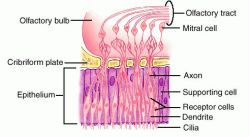 Olfactory bulb
Olfactory tract
Mitral cell
Cribriform plate
Axon
Epithelium
Supporting cell
Receptor cells
Dendrite
Cilia